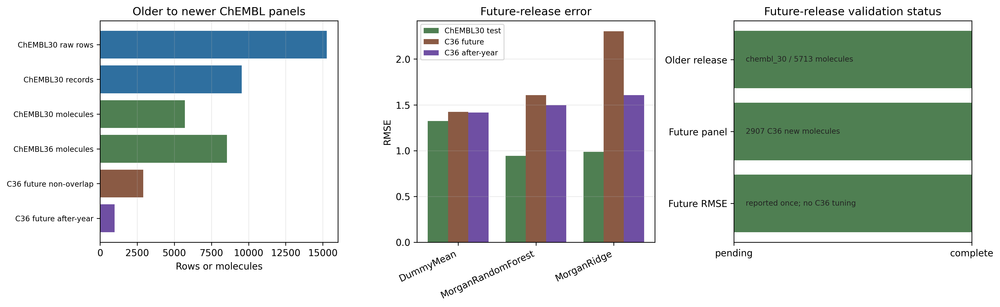 Older to newer ChEMBL panels
ChEMBL30 raw rows
ChEMBL30 records
ChEMBL30 molecules
ChEMBL36 molecules
C36 future non-overlap
C36 future after-year
0 2500 5000 7500 10000 12500 15000
Rows or molecules
Future-release error
ChEMBL30 test
C36 future
C36 after-year
RMSE
2.0
1.5
1.0
0.5
0.0
DummyMean
MorganRandomForest
MorganRidge
Future-release validation status
Older release
chembl_30 / 5713 molecules
Future panel
2907 C36 new molecules
Future RMSE
reported once; no C36 tuning
pending complete